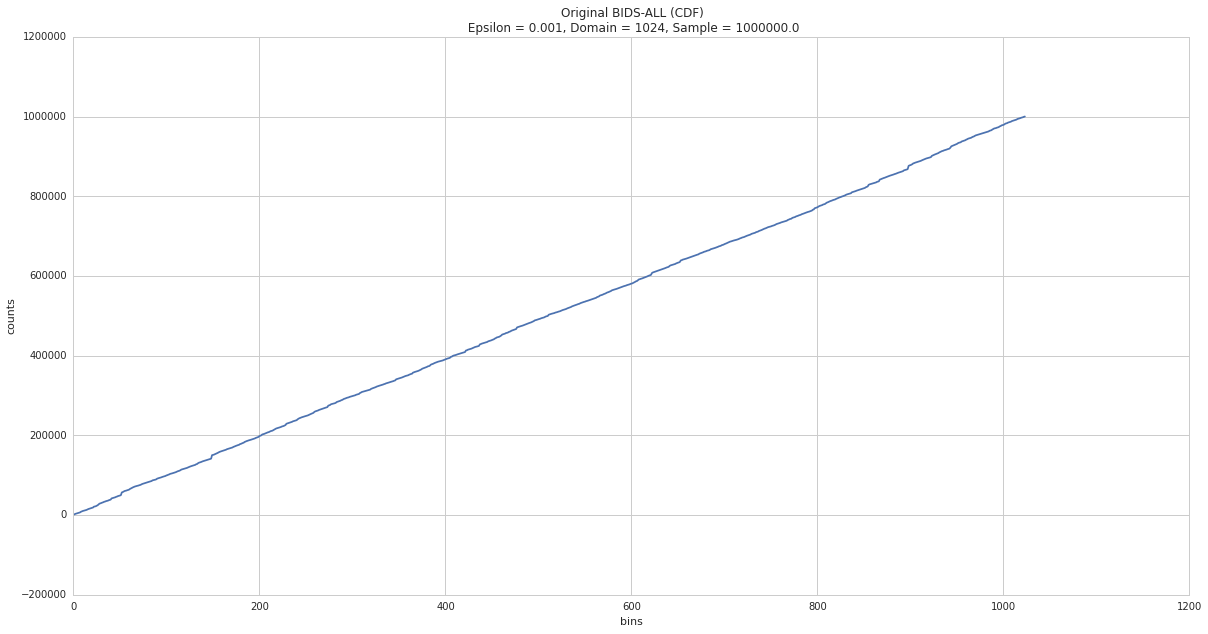 Original BIDS-ALL (CDF)
Epsilon = 0.001, Domain = 1024, Sample = 1000000.0
1200000
1000000
800000
600000
400000
200000
0
−200000
counts
0 200 400 600 800 1000 1200
bins